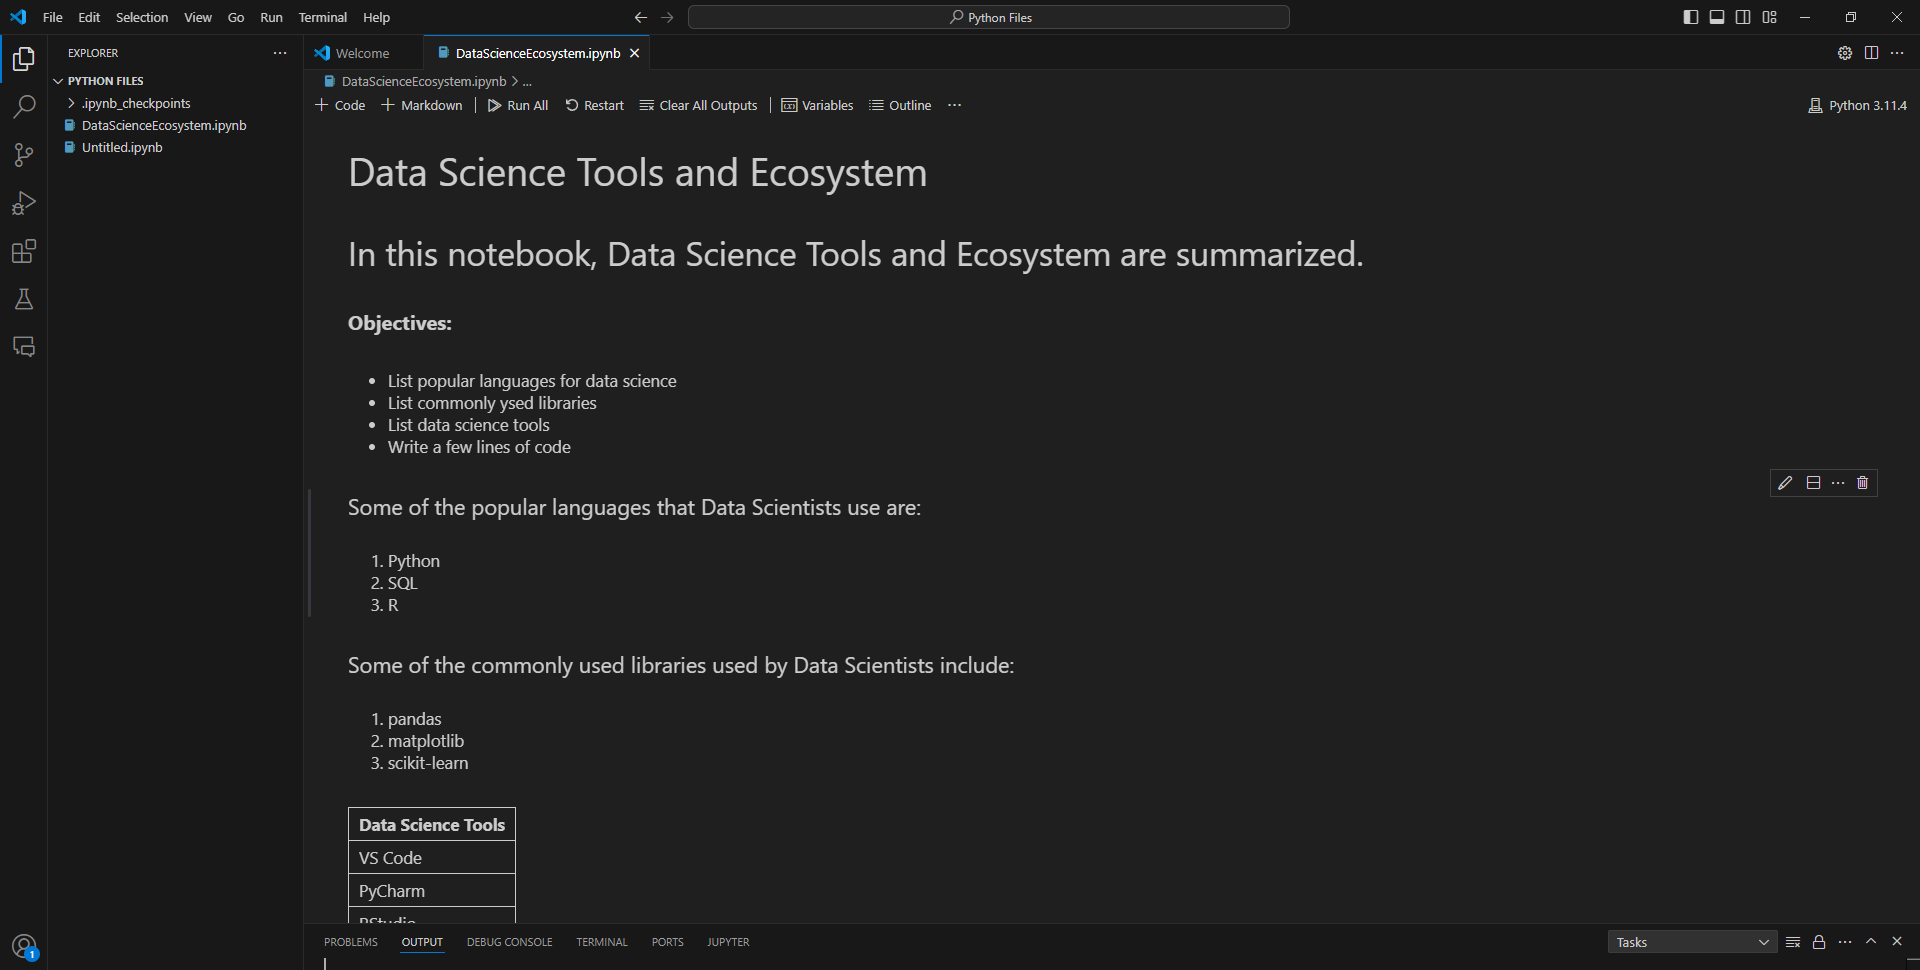 File Edit Selection View Go Run Terminal Help
Python Files
EXPLORER
PYTHON FILES
.ipynb_checkpoints
DataScienceEcosystem.ipynb
Untitled.ipynb
Welcome
DataScienceEcosystem.ipynb
DataScienceEcosystem.ipynb > ...
Code Markdown Run All Restart Clear All Outputs Variables Outline ...
Python 3.11.4
Data Science Tools and Ecosystem
In this notebook, Data Science Tools and Ecosystem are summarized.
Objectives:
• List popular languages for data science
• List commonly ysed libraries
• List data science tools
• Write a few lines of code
Some of the popular languages that Data Scientists use are:
1. Python
2. SQL
3. R
Some of the commonly used libraries used by Data Scientists include:
1. pandas
2. matplotlib
3. scikit-learn
Data Science Tools
VS Code
PyCharm
RStudio
PROBLEMS OUTPUT DEBUG CONSOLE TERMINAL PORTS JUPYTER
Tasks
1